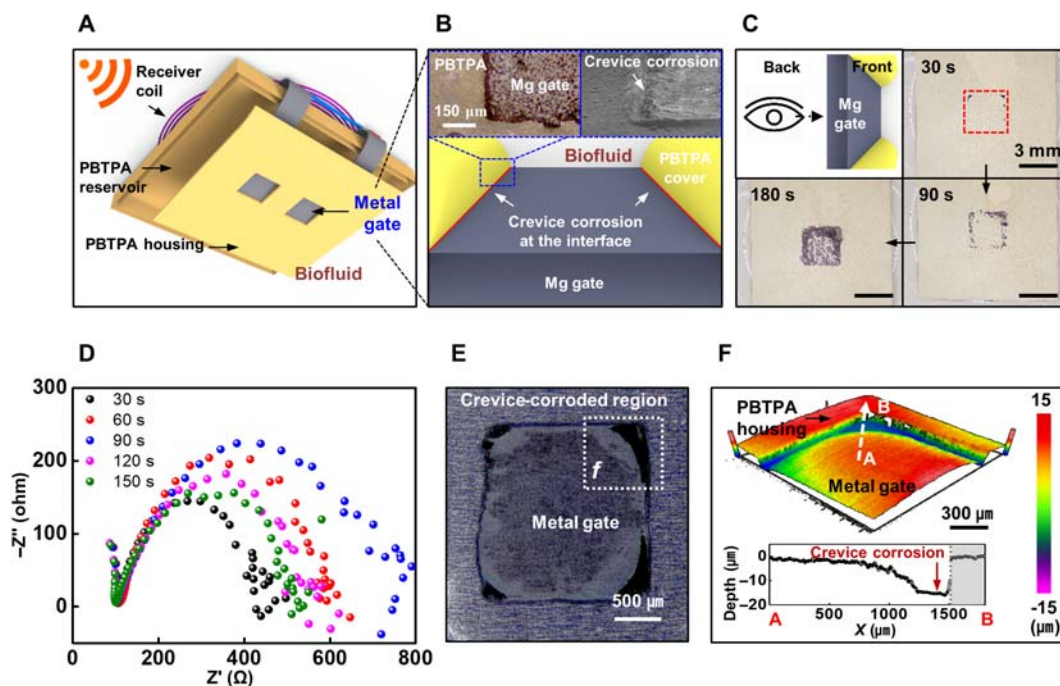 A
Receiver
coil
PBTPA
reservoir
PBTPA housing
Metal
gate
Biofluid
B
PBTPA
Mg gate
150 μm
Crevice corrosion
Biofluid
PBTPA
cover
Crevice corrosion
at the interface
Mg gate
C
Back
Front
Mg
gate
30 s
3 mm
180 s
90 s
D
300
200
100
0
–Z'' (ohm)
30 s
60 s
90 s
120 s
150 s
0
200
400
600
800
Z' (Ω)
E
Crevice-corroded region
f
Metal gate
500 μm
F
PBTPA
housing
B
A
Metal gate
300 μm
15
-15
(μm)
Crevice corrosion
Depth (μm)
0
−10
−20
A
500
1000
1500
B
X (μm)